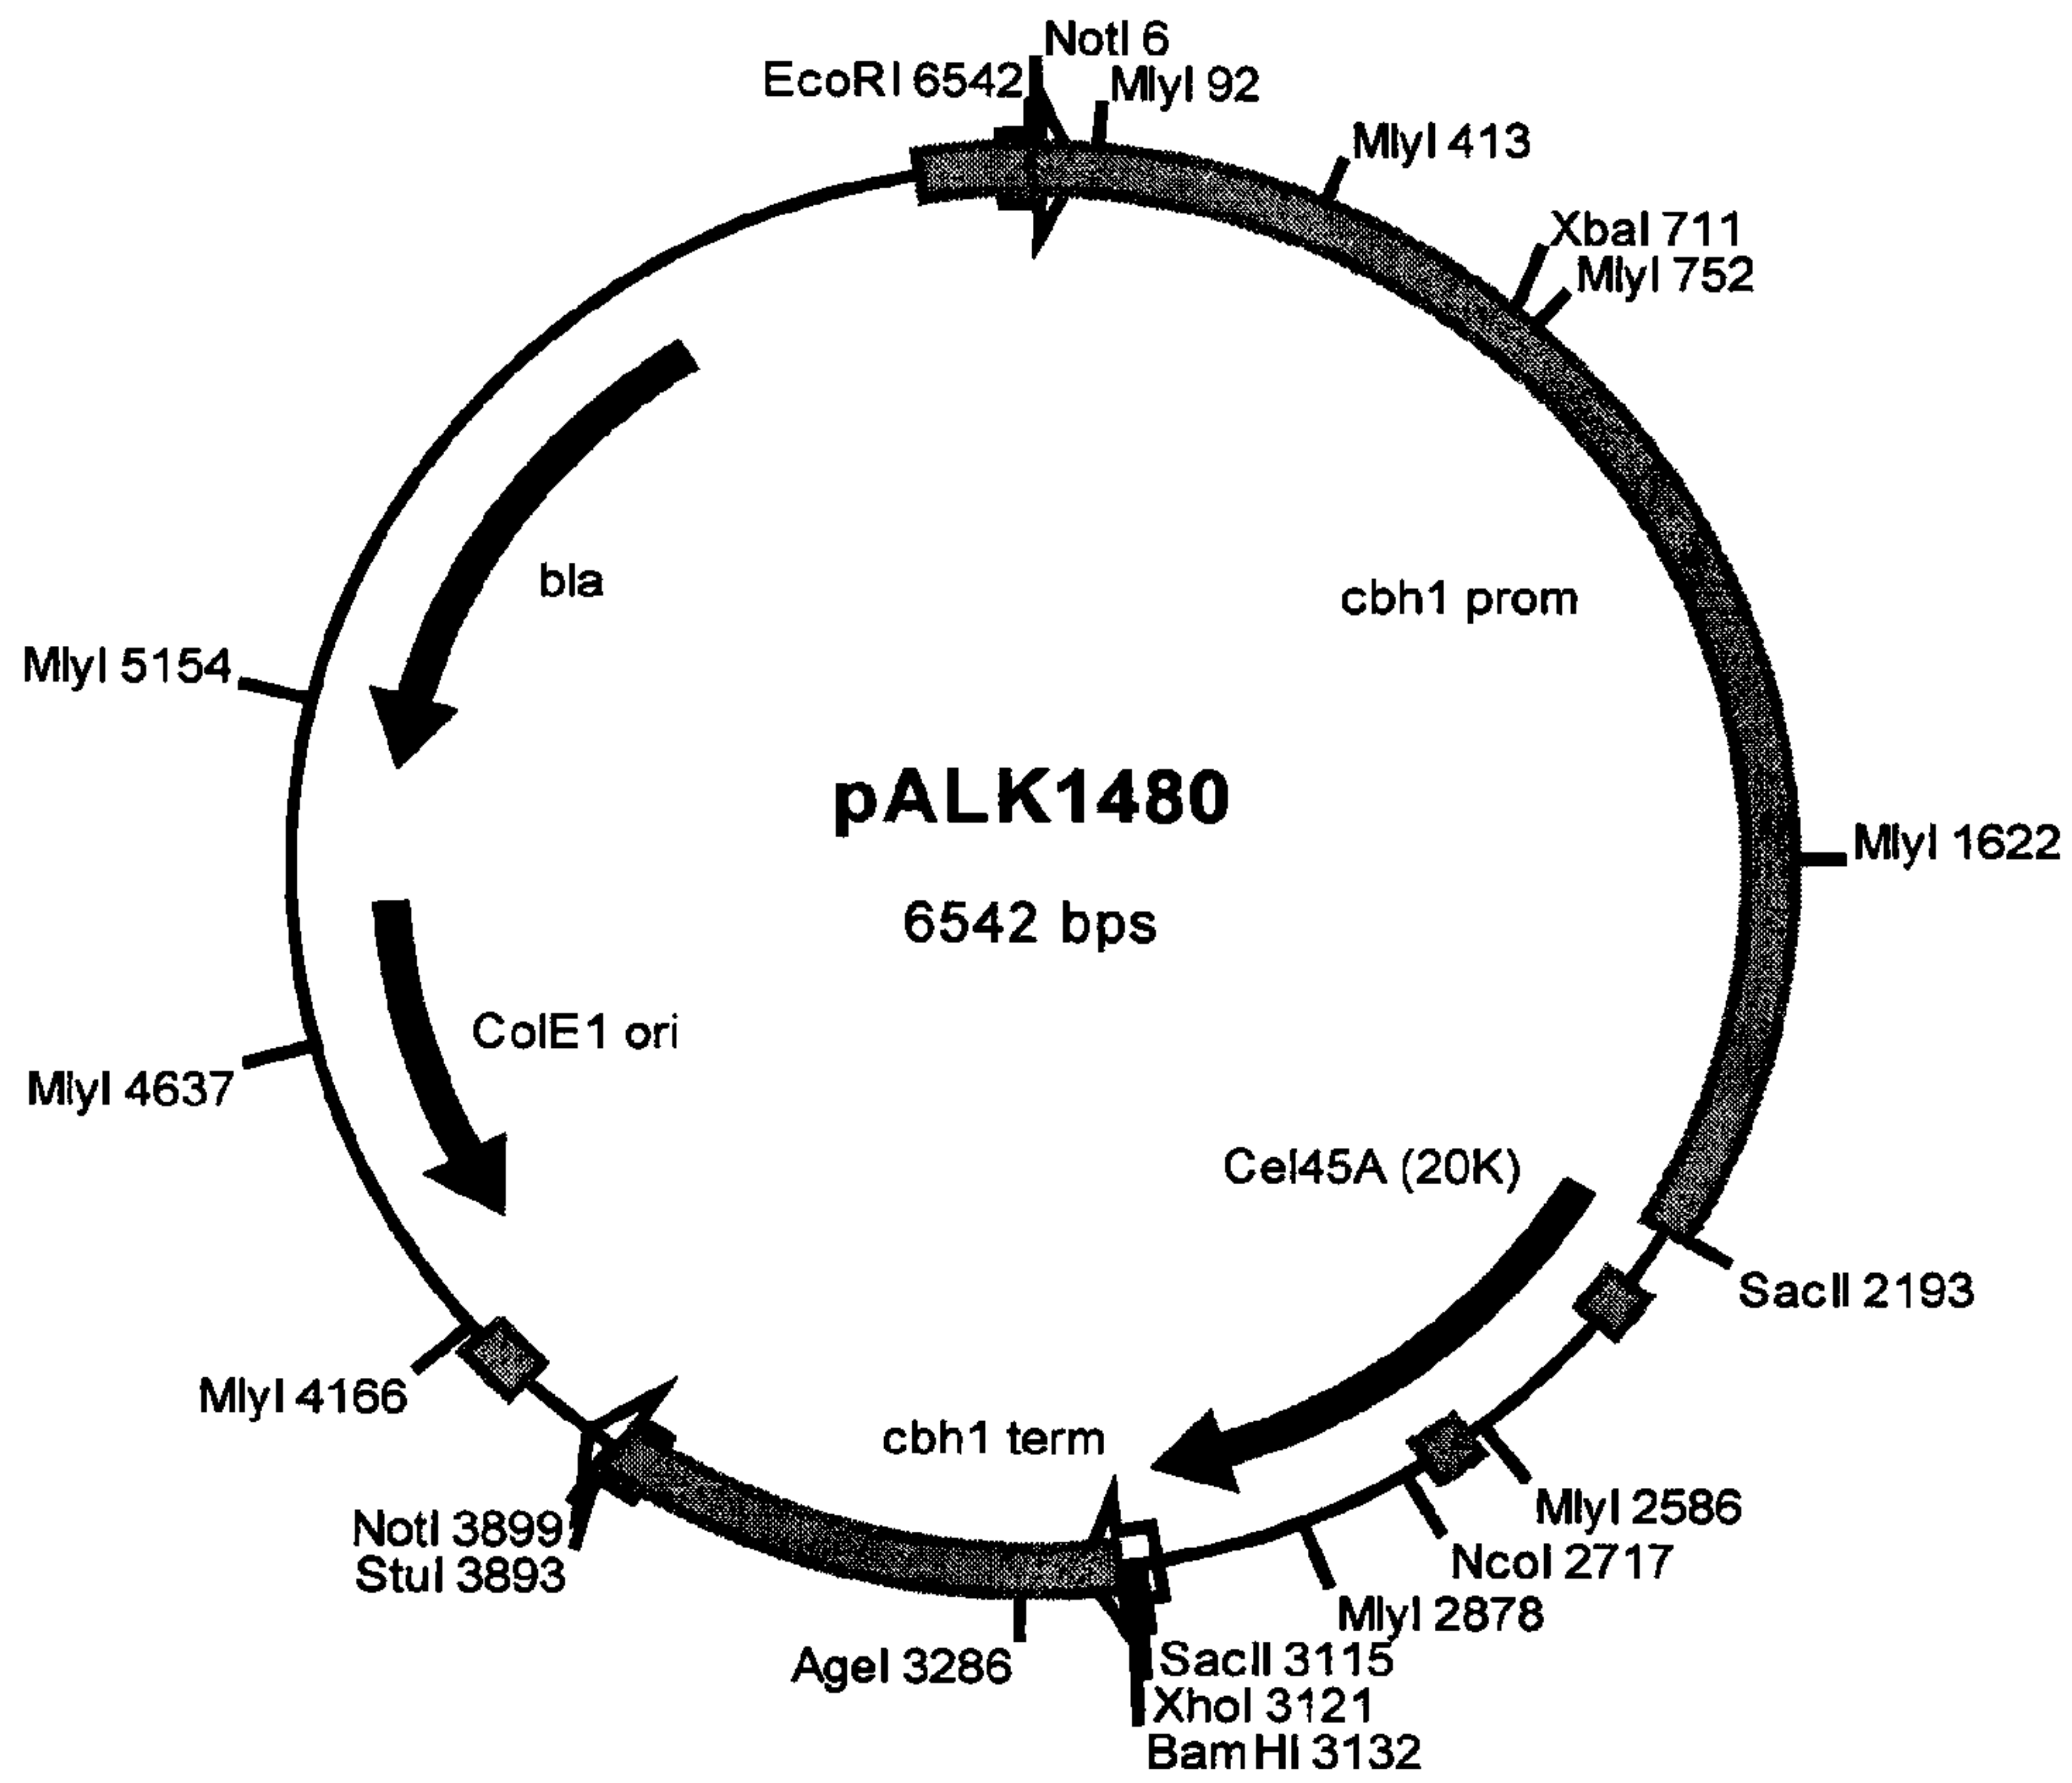 NotI 6
EcoRI 6542
MlyI 92
MlyI 413
XbaI 711
MlyI 752
bla
cbh1 prom
MlyI 5154
pALK1480
MlyI 1622
6542 bps
ColE1 ori
MlyI 4637
Cel45A (20K)
SacII 2193
MlyI 4166
cbh1 term
MlyI 2586
NotI 3899
NcoI 2717
StuI 3893
MlyI 2878
AgeI 3286
SacII 3115
XhoI 3121
BamHI 3132